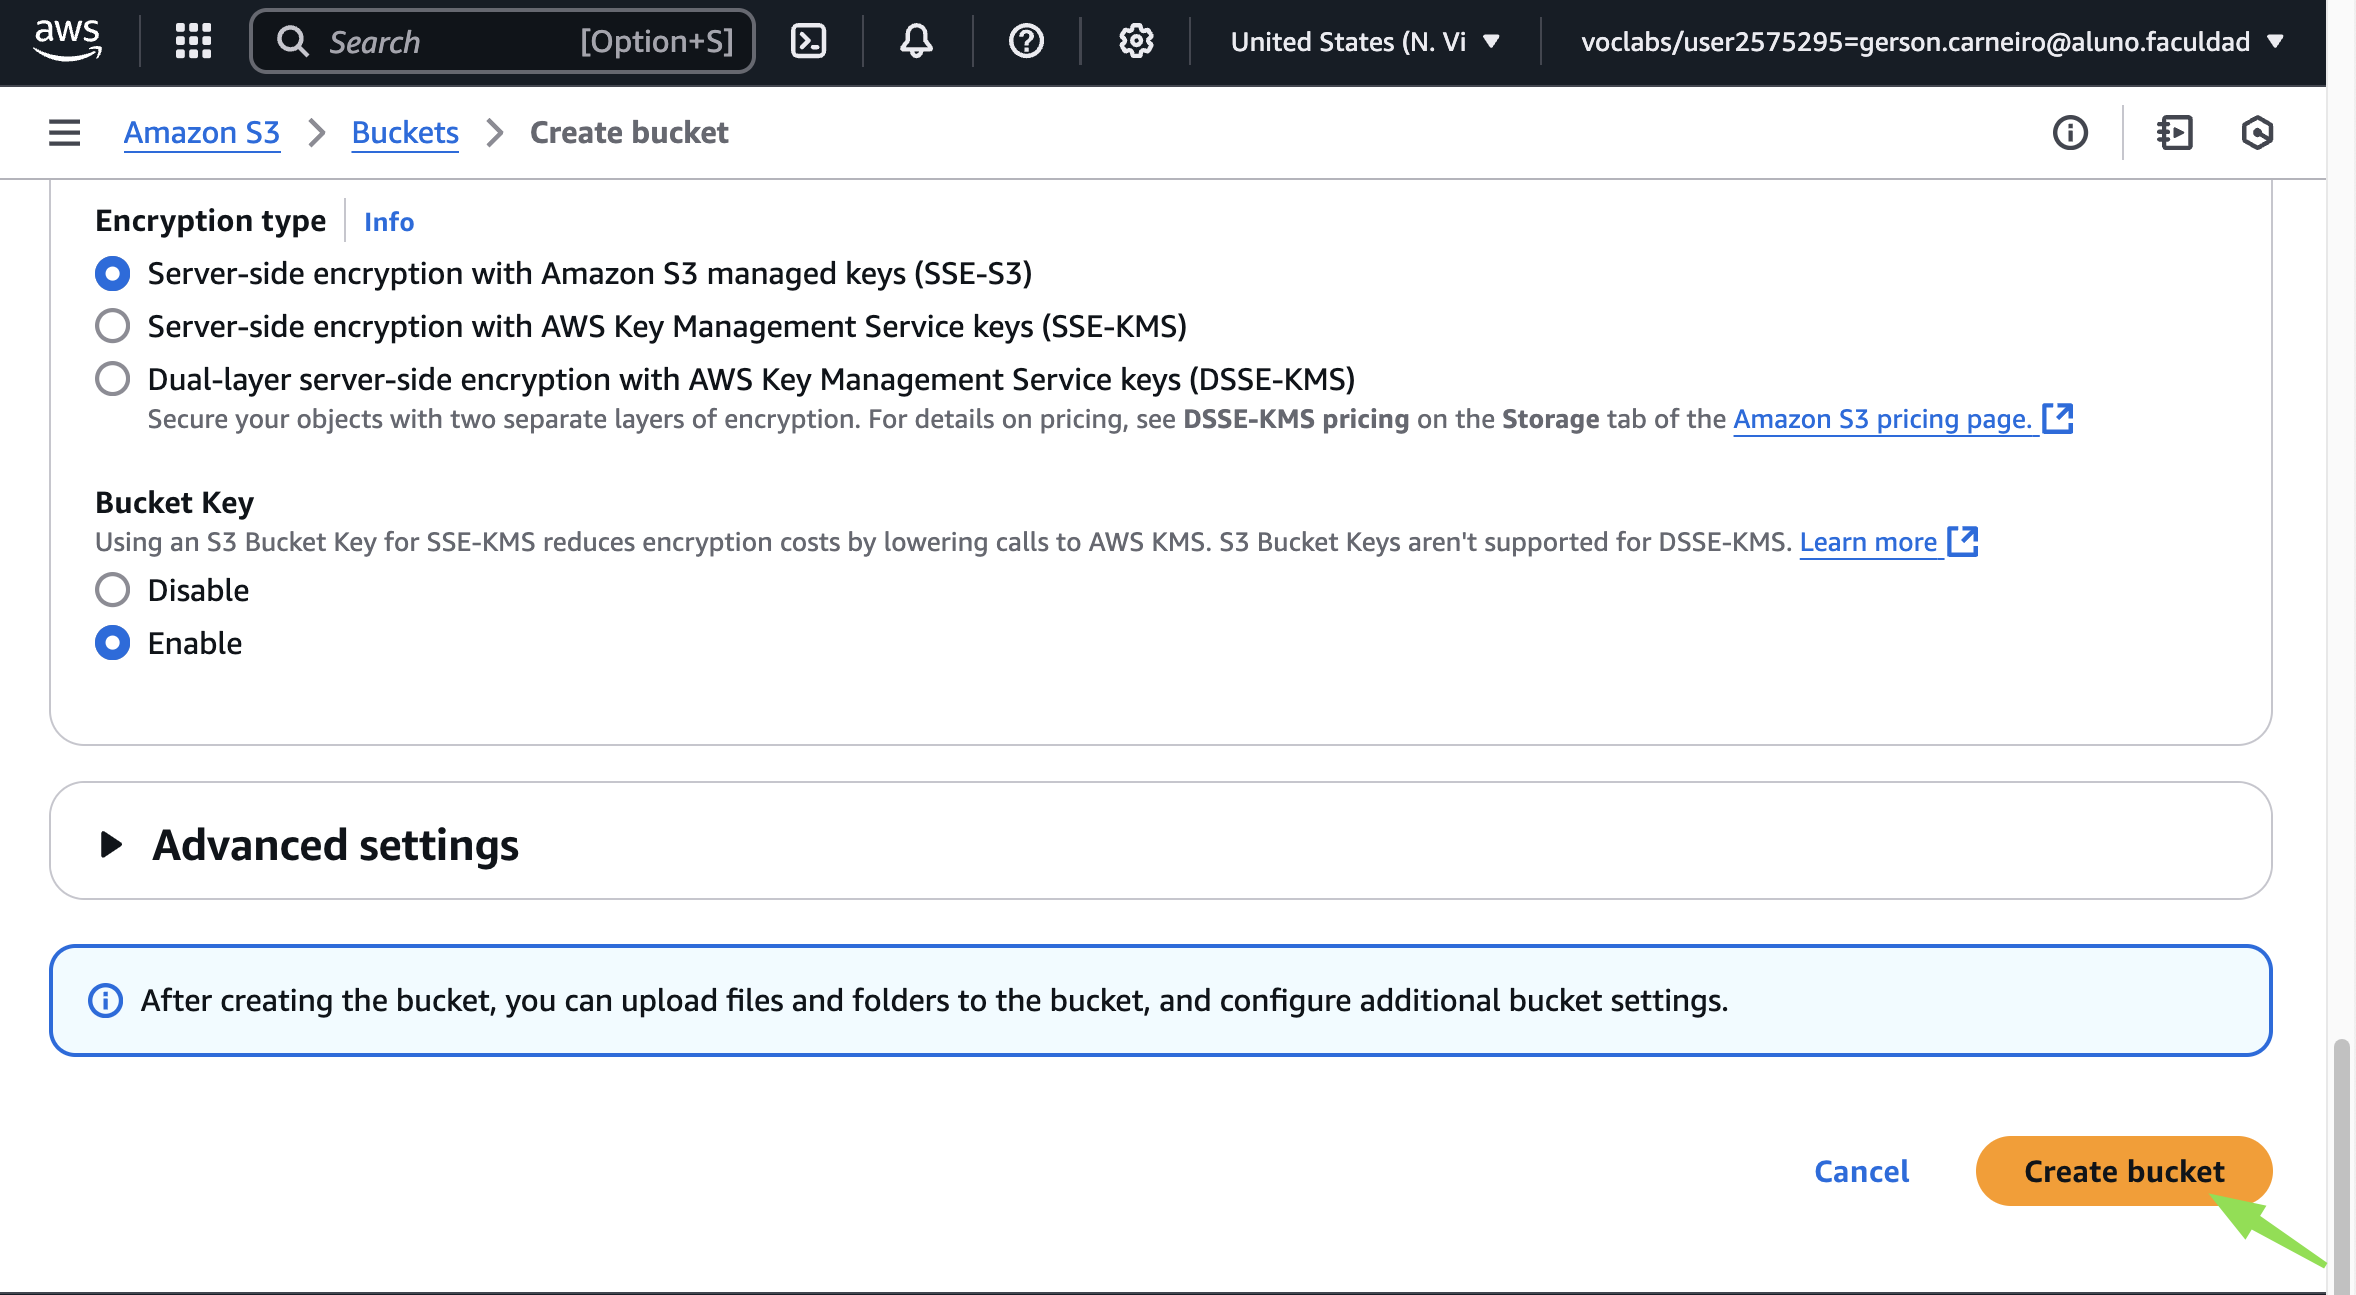 aws Search [Option+S] United States (N. Vi voclabs/user2575295=gerson.carneiro@aluno.faculdad
Amazon S3 Buckets Create bucket
Encryption type Info
Server-side encryption with Amazon S3 managed keys (SSE-S3)
Server-side encryption with AWS Key Management Service keys (SSE-KMS)
Dual-layer server-side encryption with AWS Key Management Service keys (DSSE-KMS)
Secure your objects with two separate layers of encryption. For details on pricing, see DSSE-KMS pricing on the Storage tab of the Amazon S3 pricing page.
Bucket Key
Using an S3 Bucket Key for SSE-KMS reduces encryption costs by lowering calls to AWS KMS. S3 Bucket Keys aren't supported for DSSE-KMS. Learn more
Disable
Enable
Advanced settings
After creating the bucket, you can upload files and folders to the bucket, and configure additional bucket settings.
Cancel Create bucket